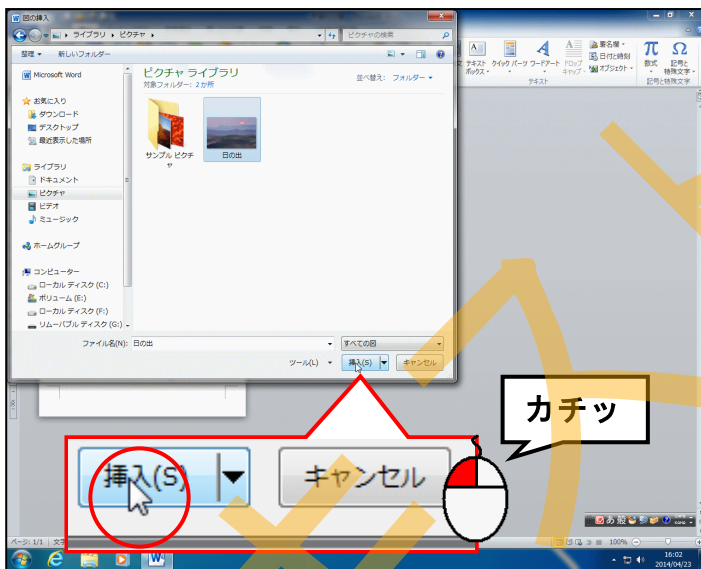 図の挿入
ライブラリ ピクチャ
ピクチャの検索
整理 新しいフォルダー
Microsoft Word
お気に入り
ダウンロード
デスクトップ
最近表示した場所
ライブラリ
ドキュメント
ピクチャ
ビデオ
ミュージック
ホームグループ
コンピューター
ローカル ディスク (C:)
ボリューム (E:)
ローカル ディスク (F:)
リムーバブル ディスク (G:)
ピクチャ ライブラリ
対象フォルダー: 2 か所
並べ替え: フォルダー
サンプル ピクチ
ャ
日の出
ファイル名(N): 日の出
すべての図
ツール(L)
挿入(S)
キャンセル
テキスト
ボックス
クイック パーツ
ワードアート
ドロップ
キャップ
署名欄
日付と時刻
オブジェクト
テキスト
π
数式
Ω
記号と
特殊文字
記号と特殊文字
カチッ
挿入(S)
キャンセル
あ 般
ページ: 1/1
100%
16:02
2014/04/23